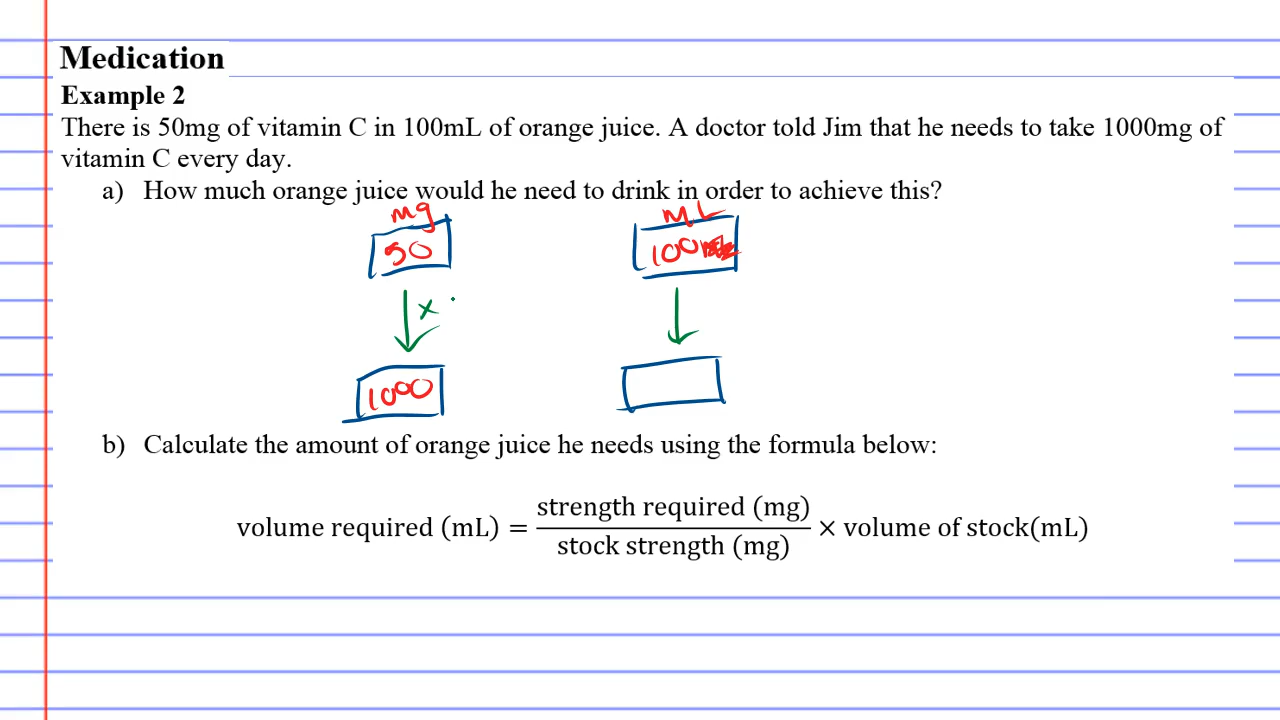 Medication
Example 2
There is 50mg of vitamin C in 100mL of orange juice. A doctor told Jim that he needs to take 1000mg of
vitamin C every day.
a) How much orange juice would he need to drink in order to achieve this?
mg mL
50 100
×
1000
b) Calculate the amount of orange juice he needs using the formula below:
volume required (mL) = strength required (mg) / stock strength (mg) × volume of stock(mL)